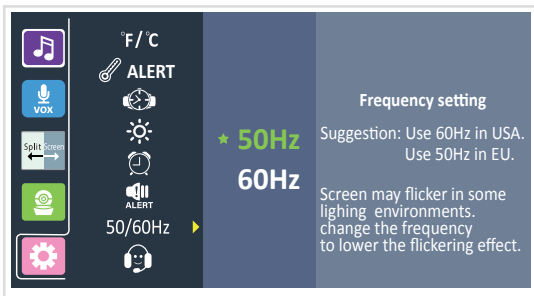 VOX
Split Screen
°F/°C
ALERT
ALERT
50/60Hz
50Hz
60Hz
Frequency setting
Suggestion: Use 60Hz in USA.
Use 50Hz in EU.
Screen may flicker in some
lighing environments.
change the frequency
to lower the flickering effect.